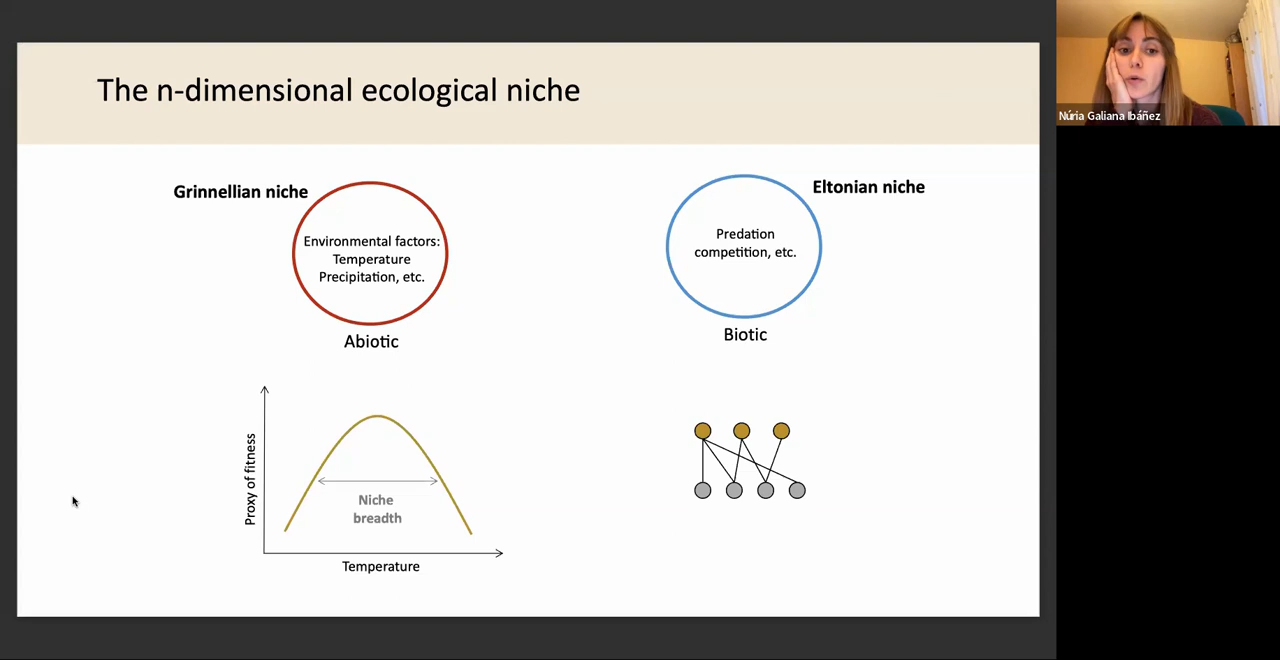 The n-dimensional ecological niche
Grinnellian niche
Environmental factors:
Temperature
Precipitation, etc.
Abiotic
Eltonian niche
Predation
competition, etc.
Biotic
Proxy of fitness
Niche
breadth
Temperature
Núria Galiana Ibáñez